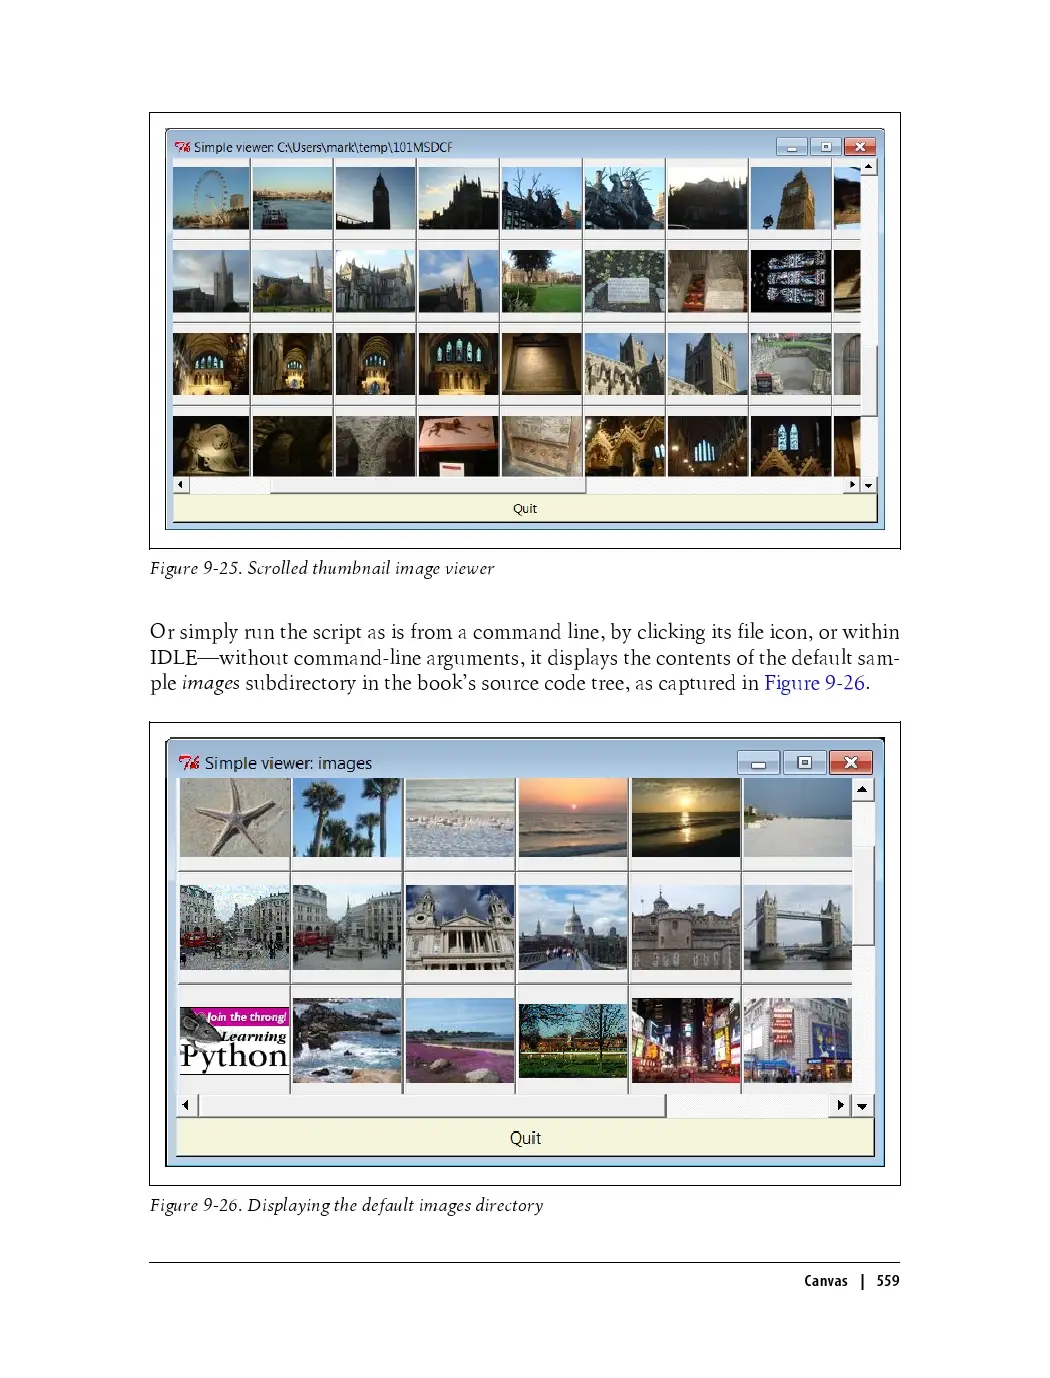 Simple viewer: C:\Users\mark\temp\101MSDCF
Quit
Figure 9-25. Scrolled thumbnail image viewer
Or simply run the script as is from a command line, by clicking its file icon, or within
IDLE—without command-line arguments, it displays the contents of the default sam-
ple images subdirectory in the book’s source code tree, as captured in Figure 9-26.
Simple viewer: images
Join the throng!
Learning
Python
Quit
Figure 9-26. Displaying the default images directory
Canvas | 559